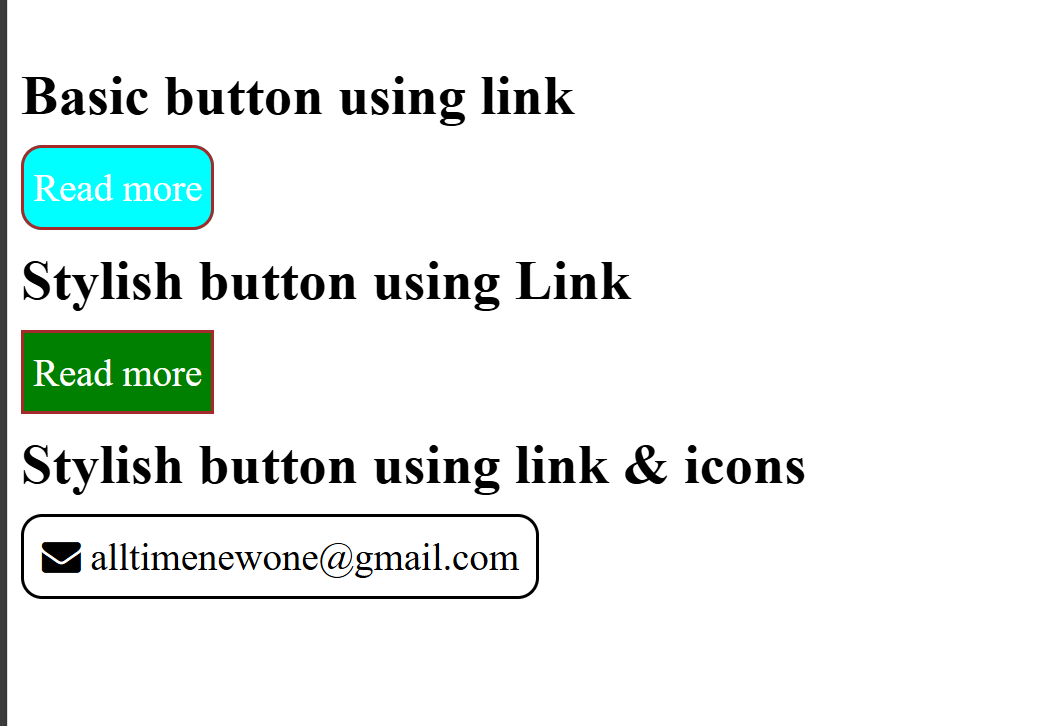 Basic button using link
Read more
Stylish button using Link
Read more
Stylish button using link & icons
alltimenewone@gmail.com